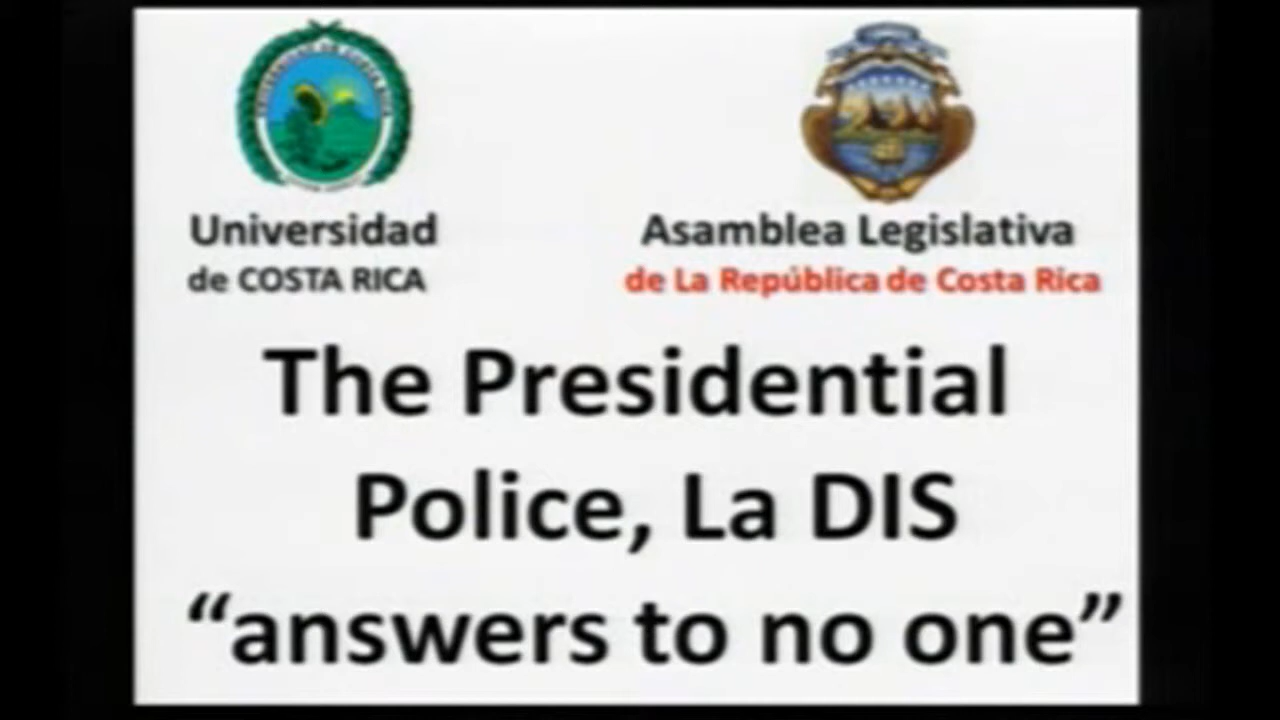 Universidad
de COSTA RICA
Asamblea Legislativa
de La República de Costa Rica
The Presidential
Police, La DIS
“answers to no one”